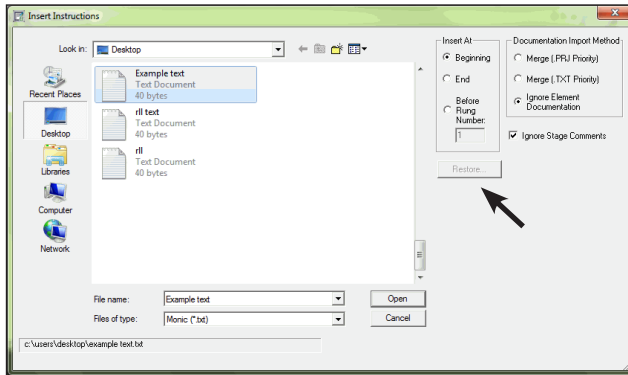 Insert Instructions
Look in:
Desktop
Recent Places
Desktop
Libraries
Computer
Network
Example text
Text Document
40 bytes
rll text
Text Document
40 bytes
rll
Text Document
40 bytes
File name:
Example text
Open
Files of type:
Monic (*.txt)
Cancel
c:\users\desktop\example text.txt
Insert At
Beginning
End
Before
Rung
Number:
1
Restore...
Documentation Import Method
Merge (.PRJ Priority)
Merge (.TXT Priority)
Ignore Element
Documentation
Ignore Stage Comments